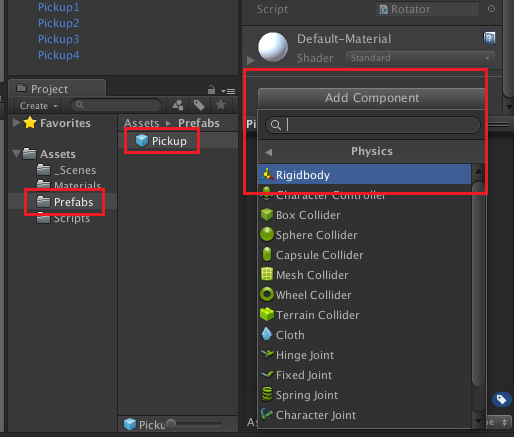 Pickup1
Pickup2
Pickup3
Pickup4
Script
Rotator
Default-Material
Shader
Standard
Project
Create
Favorites
Assets
_Scenes
Materials
Prefabs
Scripts
Assets ▸ Prefabs
Pickup
Add Component
Physics
Rigidbody
Character Controller
Box Collider
Sphere Collider
Capsule Collider
Mesh Collider
Wheel Collider
Terrain Collider
Cloth
Hinge Joint
Fixed Joint
Spring Joint
Character Joint